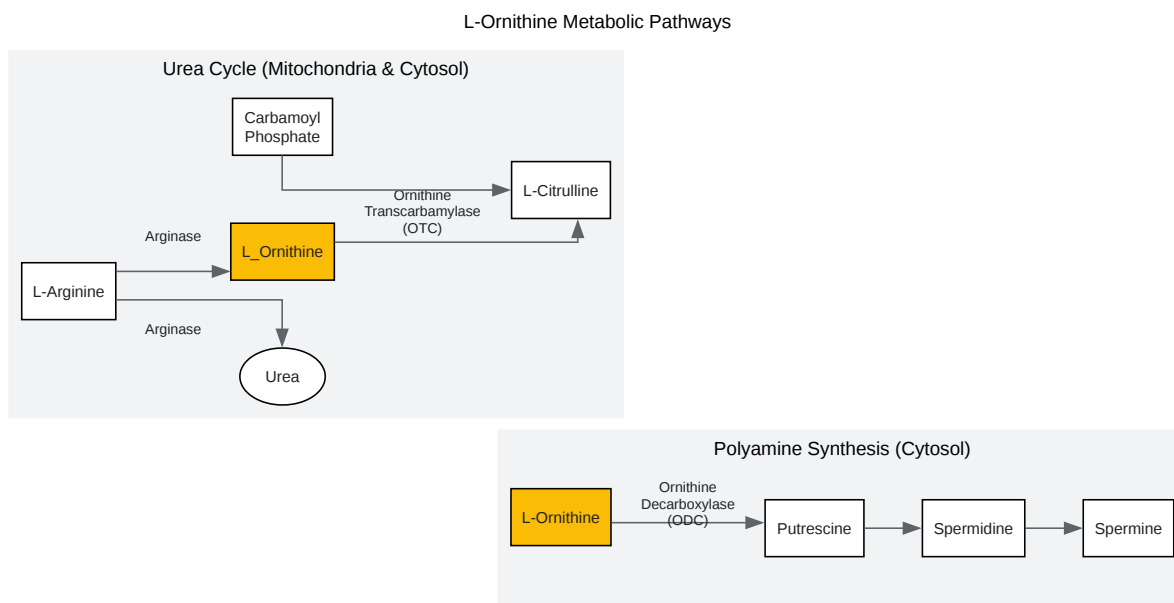 L-Ornithine Metabolic Pathways
Urea Cycle (Mitochondria & Cytosol)
Carbamoyl
Phosphate
L-Citrulline
Ornithine
Transcarbamylase
(OTC)
Arginase
L_Ornithine
L-Arginine
Arginase
Urea
Polyamine Synthesis (Cytosol)
Ornithine
Decarboxylase
(ODC)
L-Ornithine
Putrescine
Spermidine
Spermine